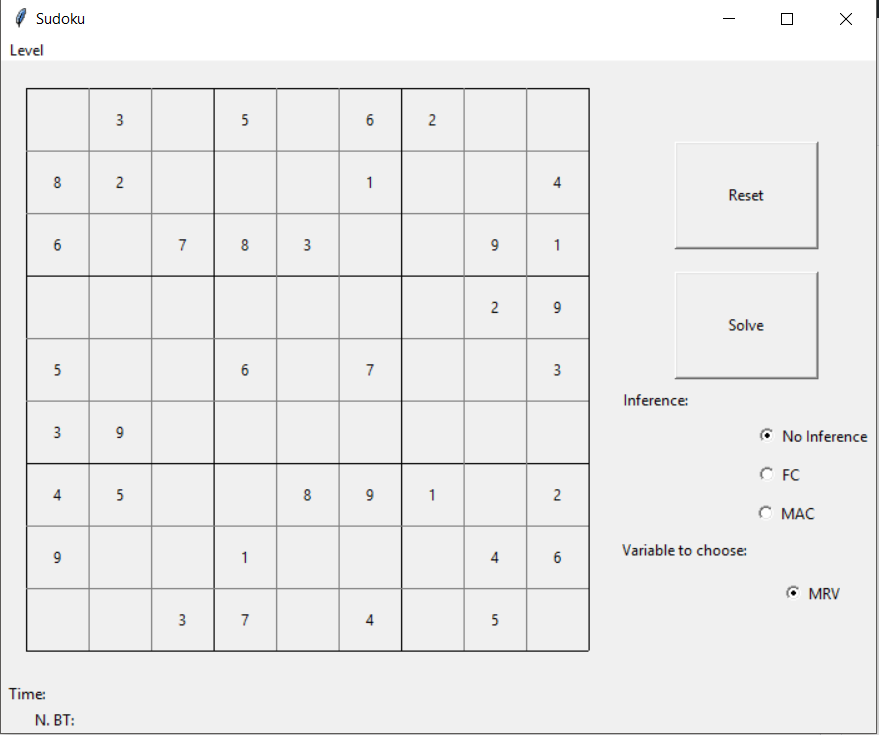 Sudoku
Level
3 5 6 2
8 2 1 4
6 7 8 3 9 1
2 9
5 6 7 3
3 9
4 5 8 9 1 2
9 1 4 6
3 7 4 5
Reset
Solve
Inference:
No Inference
FC
MAC
Variable to choose:
MRV
Time:
N. BT: